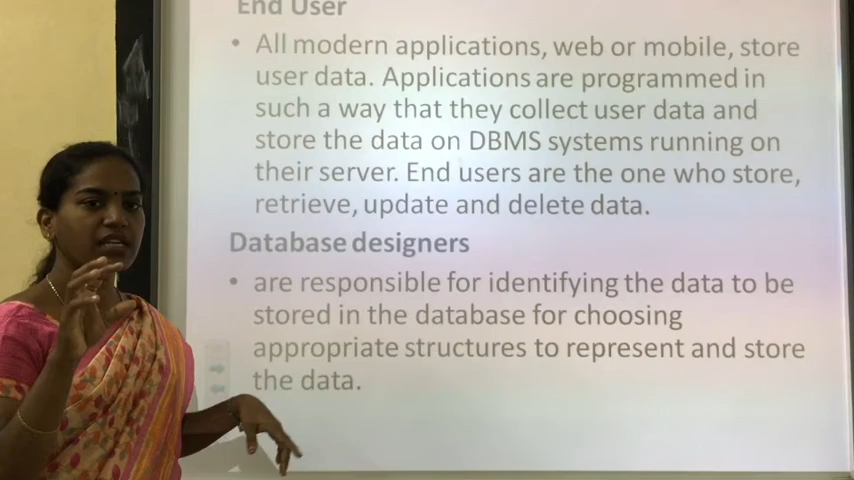 End User
• All modern applications, web or mobile, store
user data. Applications are programmed in
such a way that they collect user data and
store the data on DBMS systems running on
their server. End users are the one who store,
retrieve, update and delete data.
Database designers
• are responsible for identifying the data to be
stored in the database for choosing
appropriate structures to represent and store
the data.